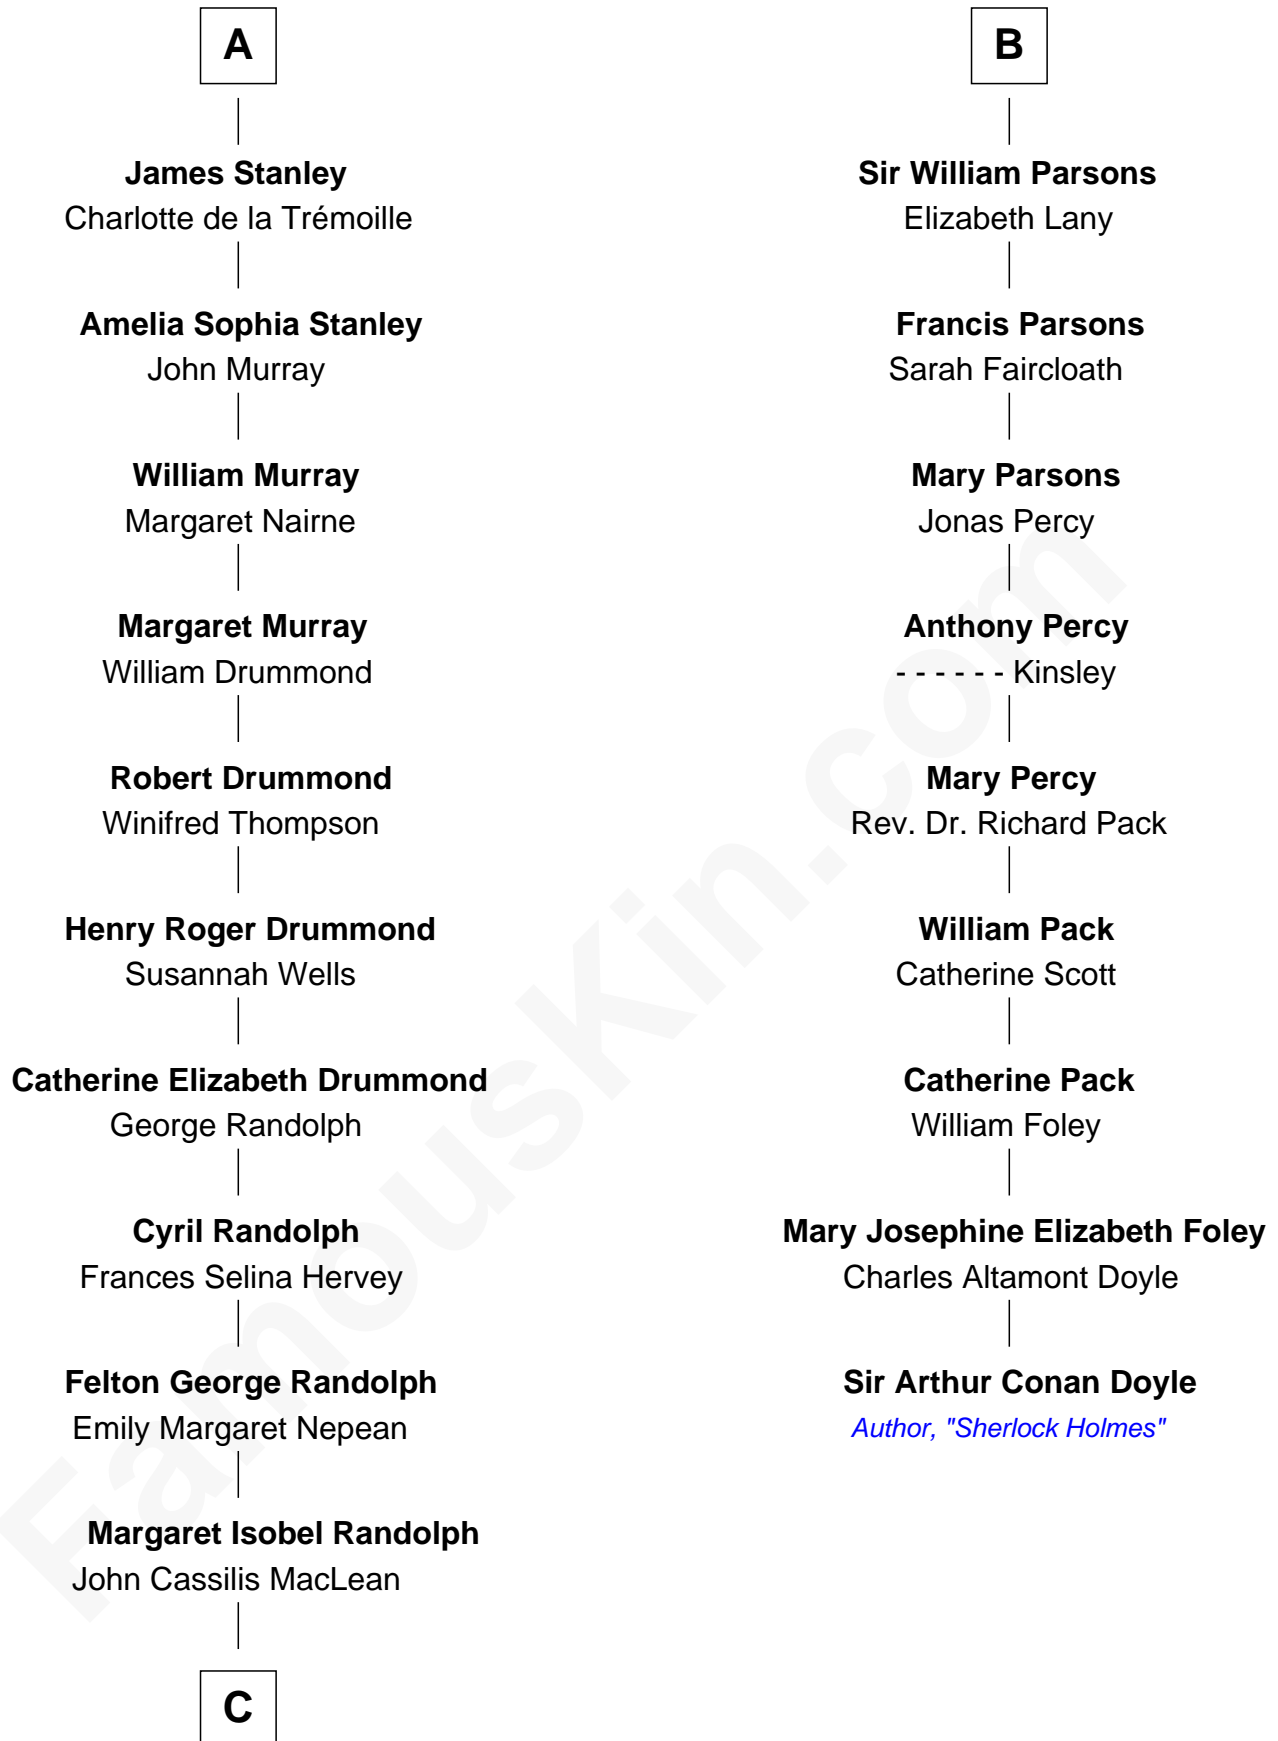 A
James Stanley
Charlotte de la Trémoille
Amelia Sophia Stanley
John Murray
William Murray
Margaret Nairne
Margaret Murray
William Drummond
Robert Drummond
Winifred Thompson
Henry Roger Drummond
Susannah Wells
Catherine Elizabeth Drummond
George Randolph
Cyril Randolph
Frances Selina Hervey
Felton George Randolph
Emily Margaret Nepean
Margaret Isobel Randolph
John Cassilis MacLean
C
B
Sir William Parsons
Elizabeth Lany
Francis Parsons
Sarah Faircloath
Mary Parsons
Jonas Percy
Anthony Percy
- - - - - - Kinsley
Mary Percy
Rev. Dr. Richard Pack
William Pack
Catherine Scott
Catherine Pack
William Foley
Mary Josephine Elizabeth Foley
Charles Altamont Doyle
Sir Arthur Conan Doyle
Author, "Sherlock Holmes"
FamousKin.com